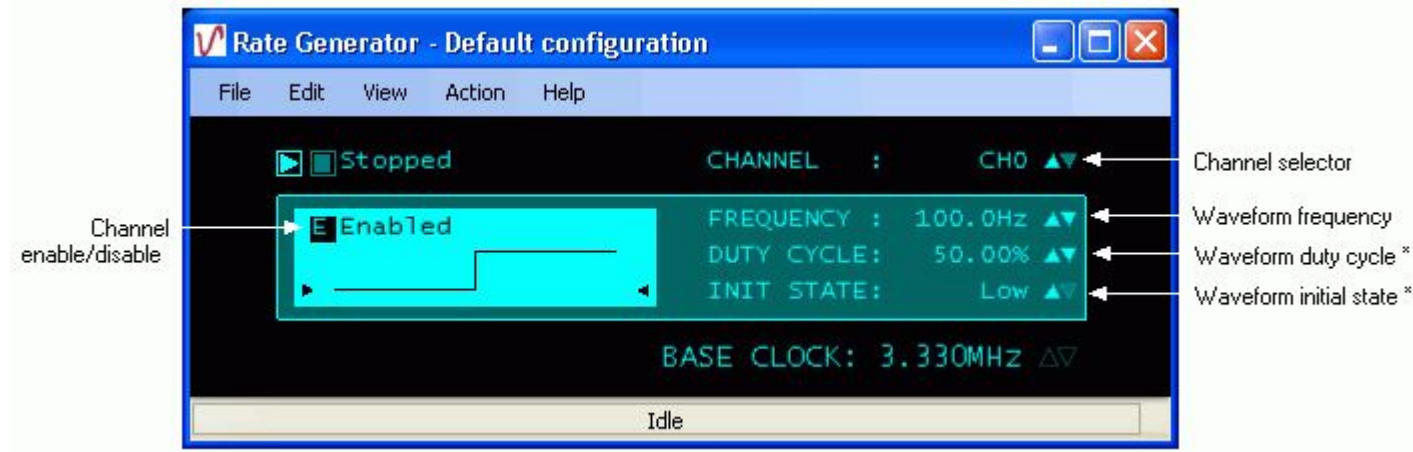 Rate Generator - Default configuration
File Edit View Action Help
Stopped CHANNEL : CH0 Channel selector
Channel enable/disable
E Enabled FREQUENCY : 100.0Hz Waveform frequency
DUTY CYCLE: 50.00% Waveform duty cycle *
INIT STATE: Low Waveform initial state *
BASE CLOCK: 3.330MHz
Idle